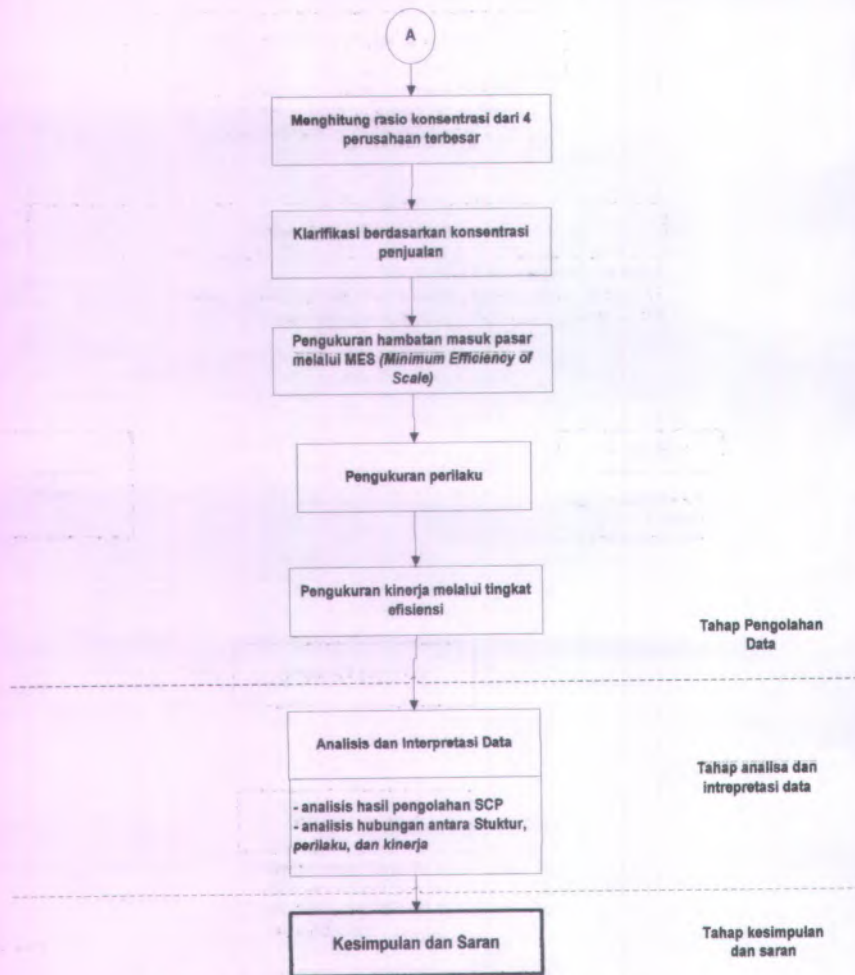 A
Menghitung rasio konsentrasi dari 4
perusahaan terbesar
Klarifikasi berdasarkan konsentrasi
penjualan
Pengukuran hambatan masuk pasar
melalui MES (Minimum Efficiency of
Scale)
Pengukuran perilaku
Pengukuran kinerja melalui tingkat
efisiensi
Tahap Pengolahan
Data
Analisis dan Interpretasi Data
- analisis hasil pengolahan SCP
- analisis hubungan antara Stuktur,
perilaku, dan kinerja
Tahap analisa dan
intrepretasi data
Kesimpulan dan Saran
Tahap kesimpulan
dan saran